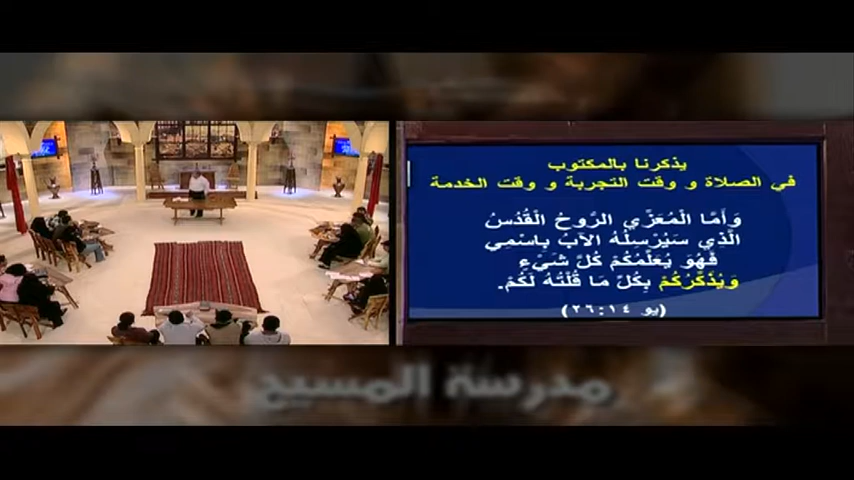 يذكرنا بالمكتوب
في الصلاة و وقت التجربة و وقت الخدمة
وَأَمَّا الْمُعَزِّي الرُّوحُ الْقُدُسُ
الَّذِي سَيُرْسِلُهُ الآبُ بِاسْمِي
فَهُوَ يُعَلِّمُكُمْ كُلَّ شَيْءٍ
وَيُذَكِّرُكُمْ بِكُلِّ مَا قُلْتُهُ لَكُمْ.
(يو ٢٦:١٤)
مدرسة المسيح